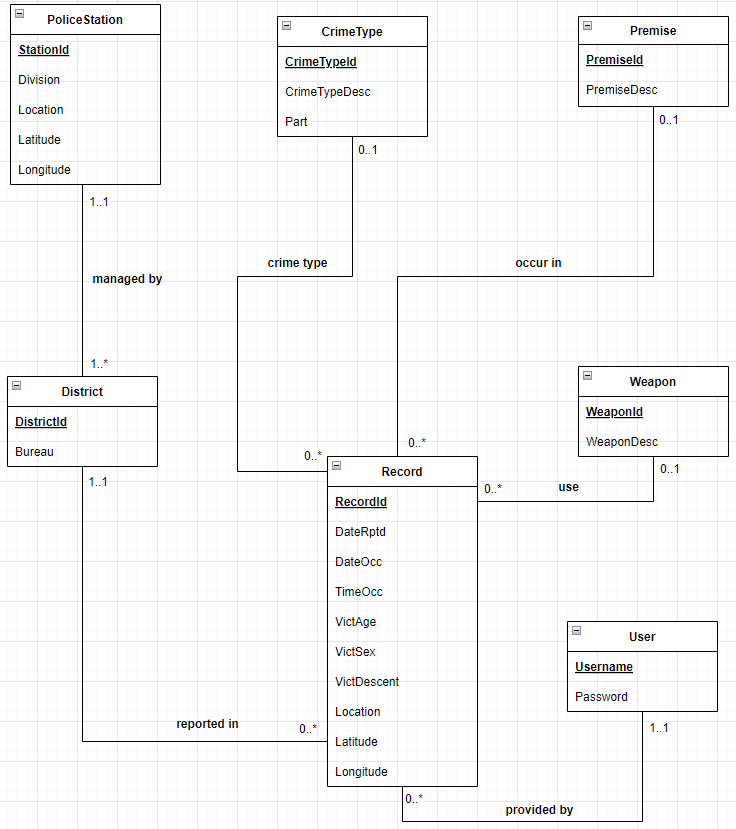 PoliceStation
StationId
Division
Location
Latitude
Longitude
1..1
managed by
1..*
CrimeType
CrimeTypeId
CrimeTypeDesc
Part
0..1
crime type
0..*
Premise
PremiseId
PremiseDesc
0..1
occur in
0..*
District
DistrictId
Bureau
1..1
reported in
0..*
Weapon
WeaponId
WeaponDesc
0..1
use
0..*
Record
RecordId
DateRptd
DateOcc
TimeOcc
VictAge
VictSex
VictDescent
Location
Latitude
Longitude
0..*
provided by
User
Username
Password
1..1